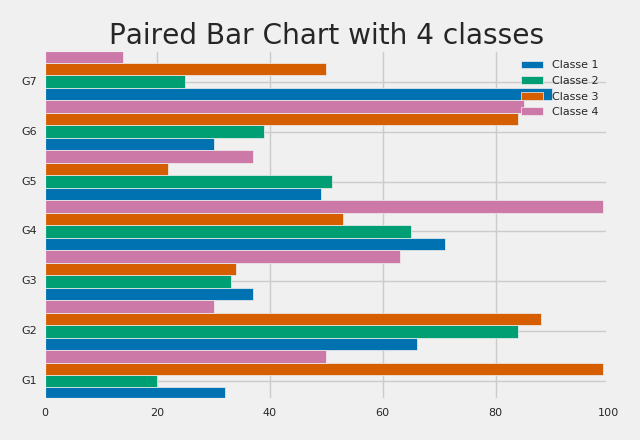 Paired Bar Chart with 4 classes
Classe 1
Classe 2
Classe 3
Classe 4
G7
G6
G5
G4
G3
G2
G1
0 20 40 60 80 100